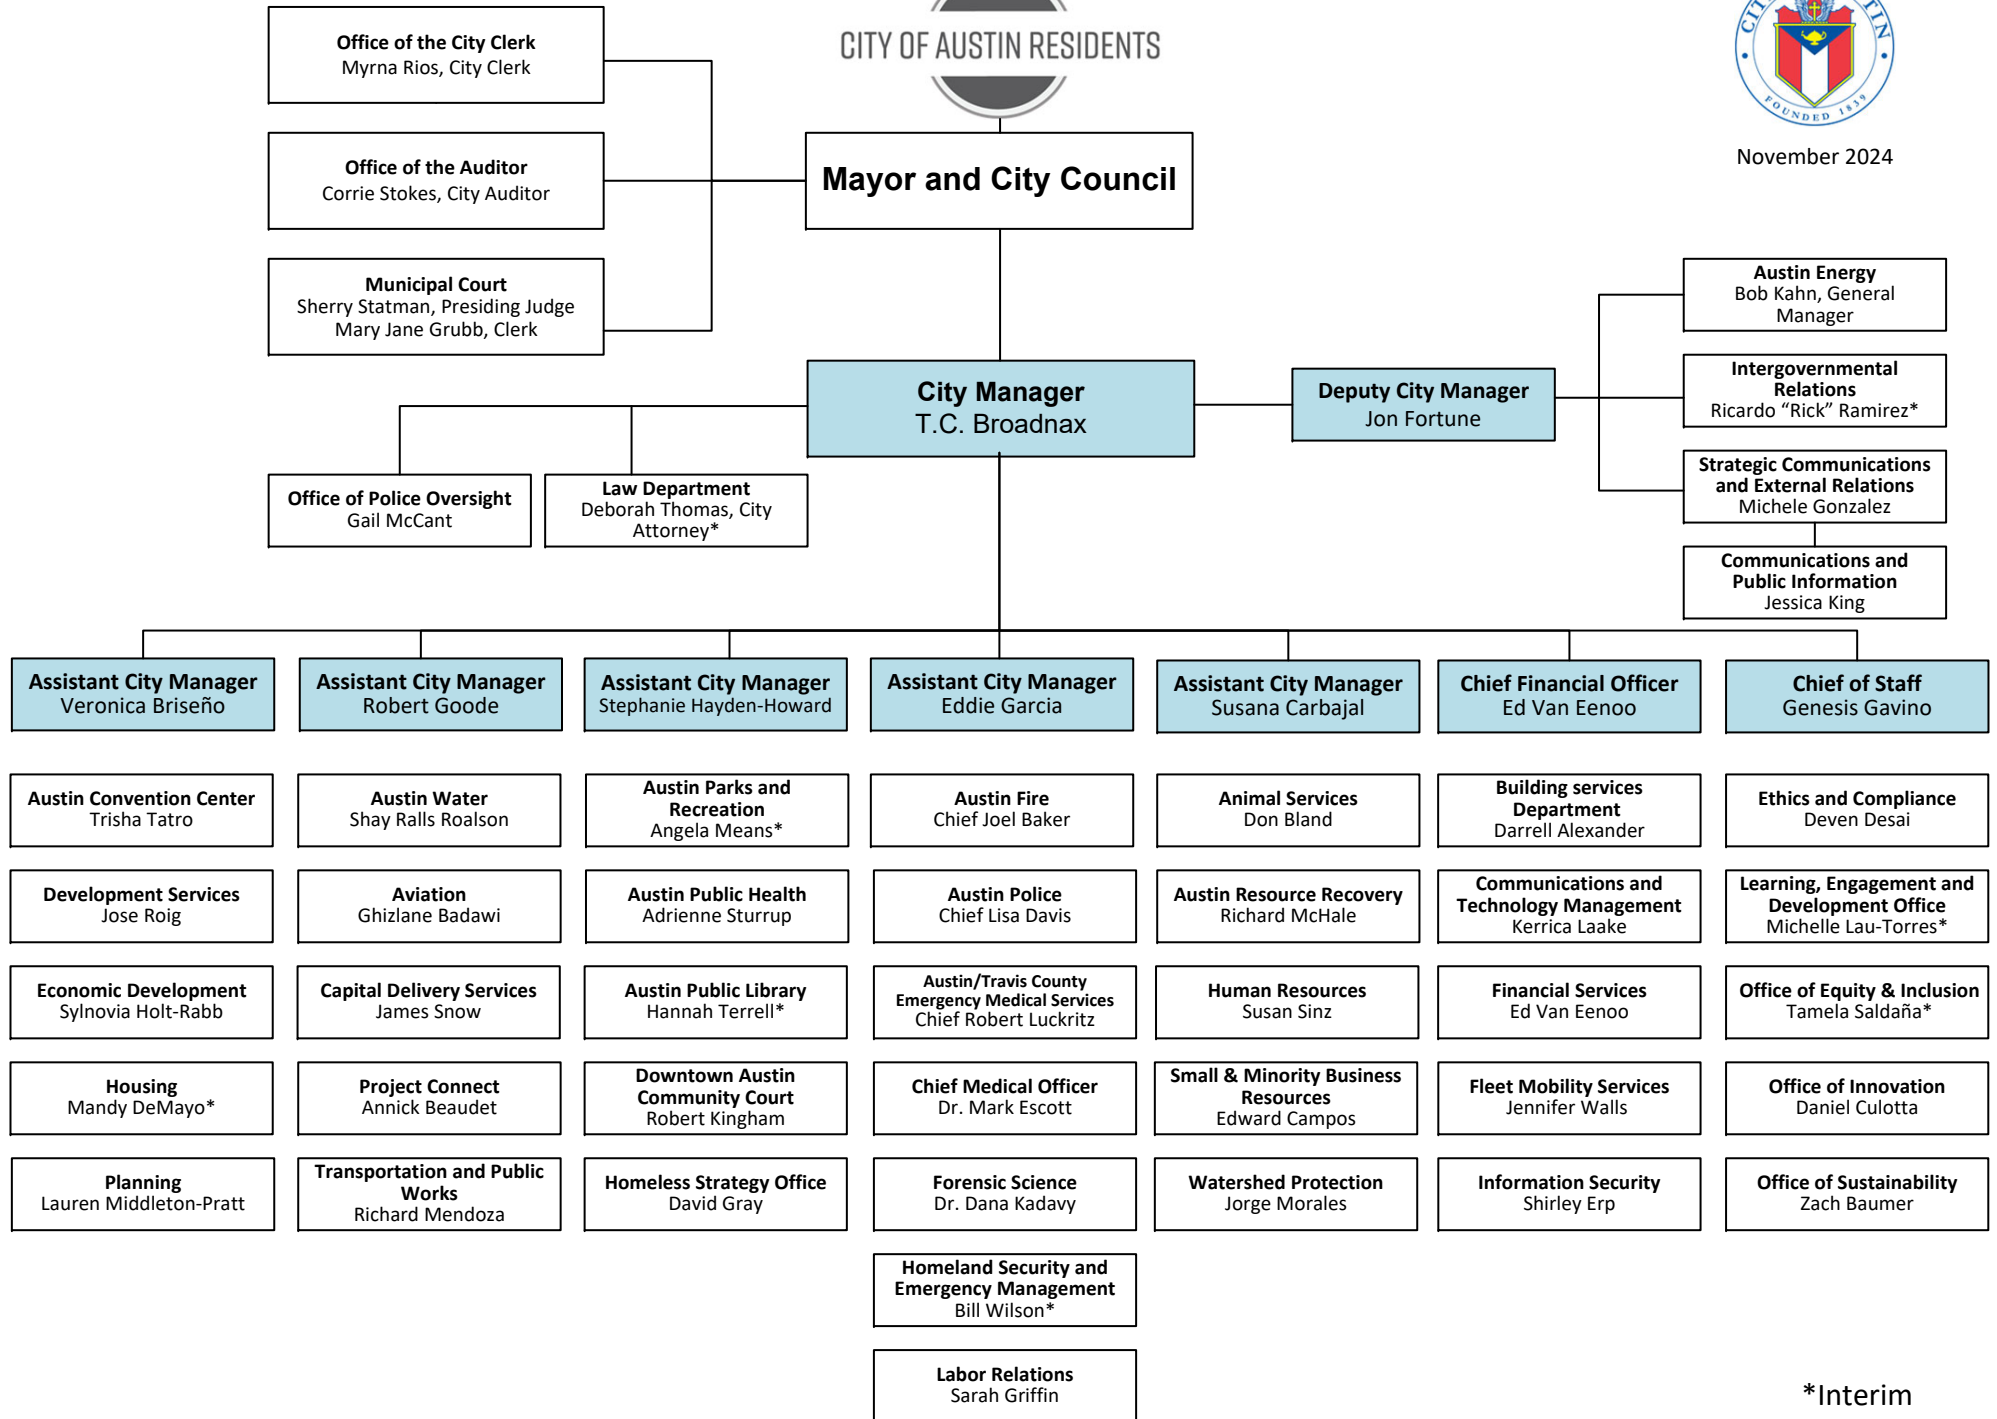 Office of the City Clerk
Myrna Rios, City Clerk
CITY OF AUSTIN RESIDENTS
FOUNDED 1839
November 2024
Office of the Auditor
Corrie Stokes, City Auditor
Mayor and City Council
Municipal Court
Sherry Statman, Presiding Judge
Mary Jane Grubb, Clerk
City Manager
T.C. Broadnax
Deputy City Manager
Jon Fortune
Austin Energy
Bob Kahn, General
Manager
Intergovernmental
Relations
Ricardo “Rick” Ramirez*
Strategic Communications
and External Relations
Michele Gonzalez
Communications and
Public Information
Jessica King
Office of Police Oversight
Gail McCant
Law Department
Deborah Thomas, City
Attorney*
Assistant City Manager
Veronica Briseño
Assistant City Manager
Robert Goode
Assistant City Manager
Stephanie Hayden-Howard
Assistant City Manager
Eddie Garcia
Assistant City Manager
Susana Carbajal
Chief Financial Officer
Ed Van Eenoo
Chief of Staff
Genesis Gavino
Austin Convention Center
Trisha Tatro
Austin Water
Shay Ralls Roalson
Austin Parks and
Recreation
Angela Means*
Austin Fire
Chief Joel Baker
Animal Services
Don Bland
Building services
Department
Darrell Alexander
Ethics and Compliance
Deven Desai
Development Services
Jose Roig
Aviation
Ghizlane Badawi
Austin Public Health
Adrienne Sturrup
Austin Police
Chief Lisa Davis
Austin Resource Recovery
Richard McHale
Communications and
Technology Management
Kerrica Laake
Learning, Engagement and
Development Office
Michelle Lau-Torres*
Economic Development
Sylnovia Holt-Rabb
Capital Delivery Services
James Snow
Austin Public Library
Hannah Terrell*
Austin/Travis County
Emergency Medical Services
Chief Robert Luckritz
Human Resources
Susan Sinz
Financial Services
Ed Van Eenoo
Office of Equity & Inclusion
Tamela Saldaña*
Housing
Mandy DeMayo*
Project Connect
Annick Beaudet
Downtown Austin
Community Court
Robert Kingham
Chief Medical Officer
Dr. Mark Escott
Small & Minority Business
Resources
Edward Campos
Fleet Mobility Services
Jennifer Walls
Office of Innovation
Daniel Culotta
Planning
Lauren Middleton-Pratt
Transportation and Public
Works
Richard Mendoza
Homeless Strategy Office
David Gray
Forensic Science
Dr. Dana Kadavy
Watershed Protection
Jorge Morales
Information Security
Shirley Erp
Office of Sustainability
Zach Baumer
Homeland Security and
Emergency Management
Bill Wilson*
Labor Relations
Sarah Griffin
*Interim